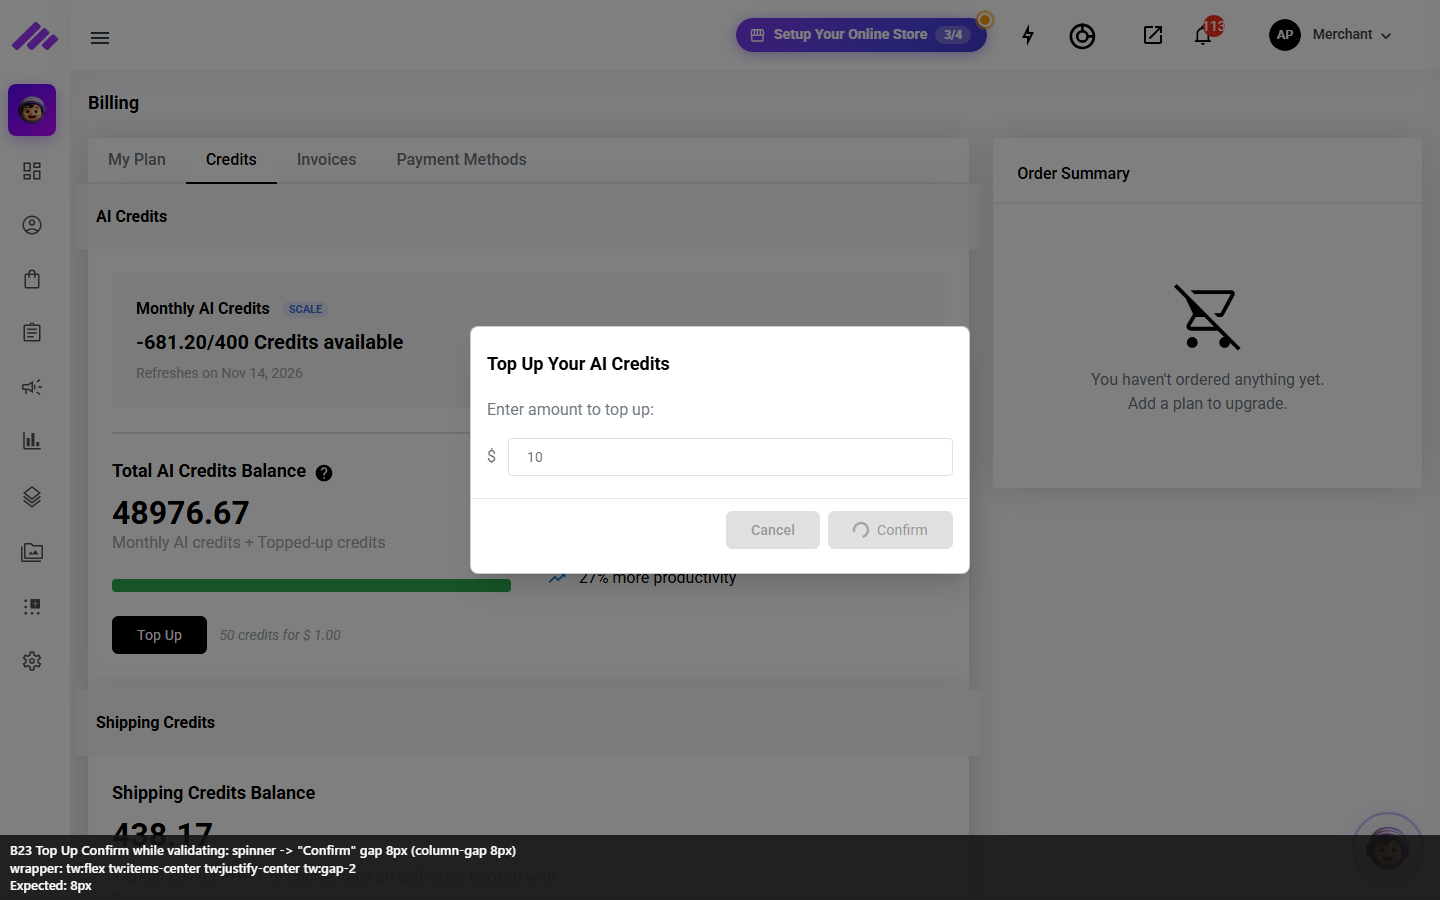 Setup Your Online Store 3/4
113
AP Merchant
Billing
My Plan Credits Invoices Payment Methods
Order Summary
AI Credits
Monthly AI Credits SCALE
-681.20/400 Credits available
Refreshes on Nov 14, 2026
You haven't ordered anything yet.
Add a plan to upgrade.
Top Up Your AI Credits
Enter amount to top up:
$ 10
Cancel Confirm
Total AI Credits Balance ?
48976.67
Monthly AI credits + Topped-up credits
27% more productivity
Top Up 50 credits for $ 1.00
Shipping Credits
Shipping Credits Balance
438.17
B23 Top Up Confirm while validating: spinner -> "Confirm" gap 8px (column-gap 8px)
wrapper: tw:flex tw:items-center tw:justify-center tw:gap-2
Expected: 8px